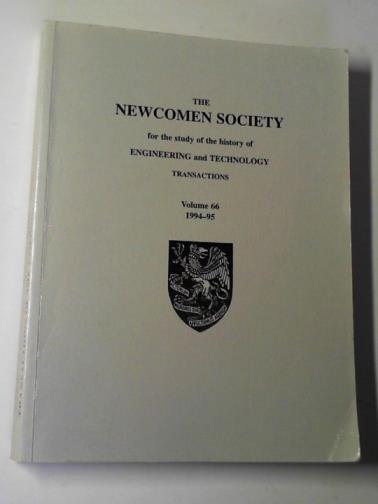 THE
NEWCOMEN SOCIETY
for the study of the history of
ENGINEERING and TECHNOLOGY
TRANSACTIONS
Volume 66
1994–95